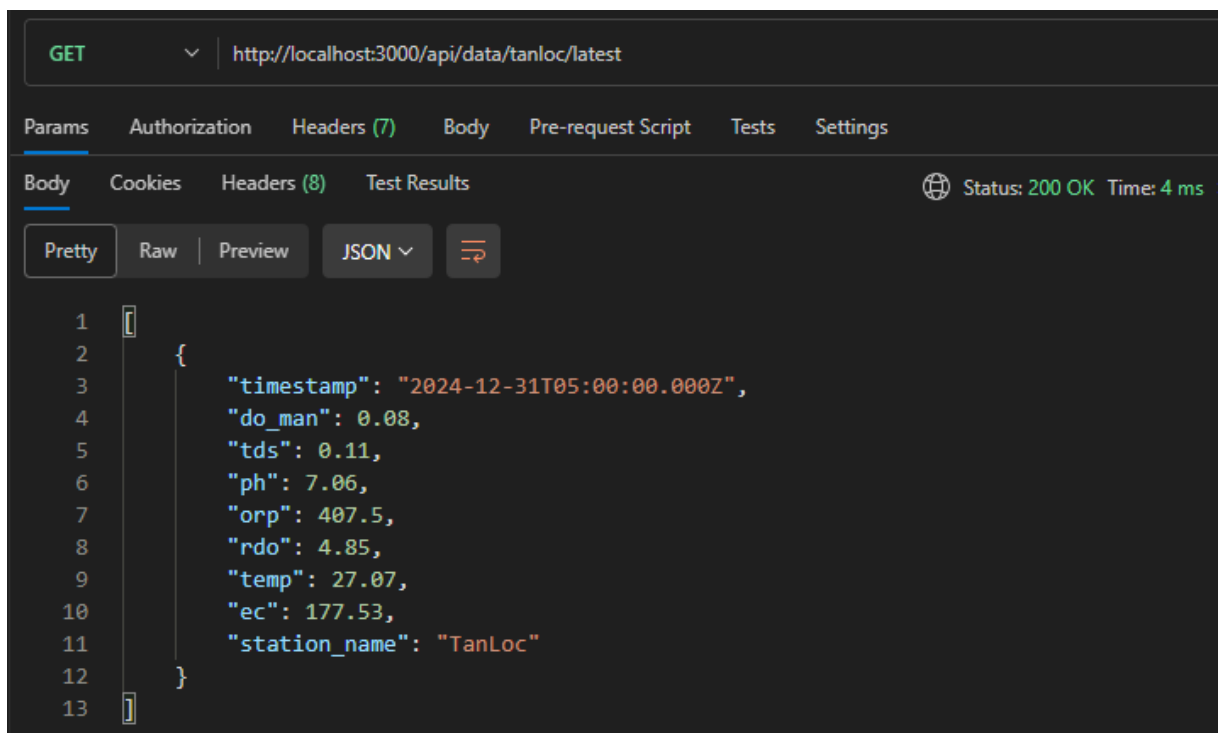 GET http://localhost:3000/api/data/tanloc/latest
Params Authorization Headers (7) Body Pre-request Script Tests Settings
Body Cookies Headers (8) Test Results Status: 200 OK Time: 4 ms
Pretty Raw Preview JSON
1 [
2 {
3 "timestamp": "2024-12-31T05:00:00.000Z",
4 "do_man": 0.08,
5 "tds": 0.11,
6 "ph": 7.06,
7 "orp": 407.5,
8 "rdo": 4.85,
9 "temp": 27.07,
10 "ec": 177.53,
11 "station_name": "TanLoc"
12 }
13 ]